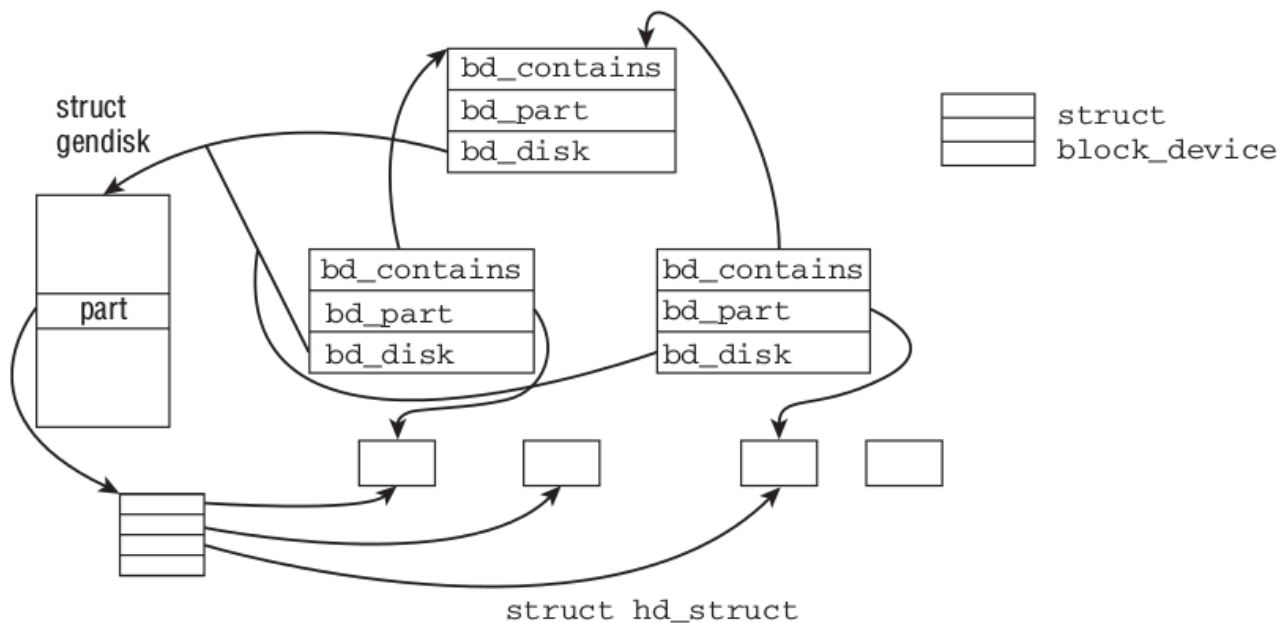 bd_contains
bd_part
bd_disk
struct
gendisk
struct
block_device
part
bd_contains
bd_part
bd_disk
bd_contains
bd_part
bd_disk
struct hd_struct